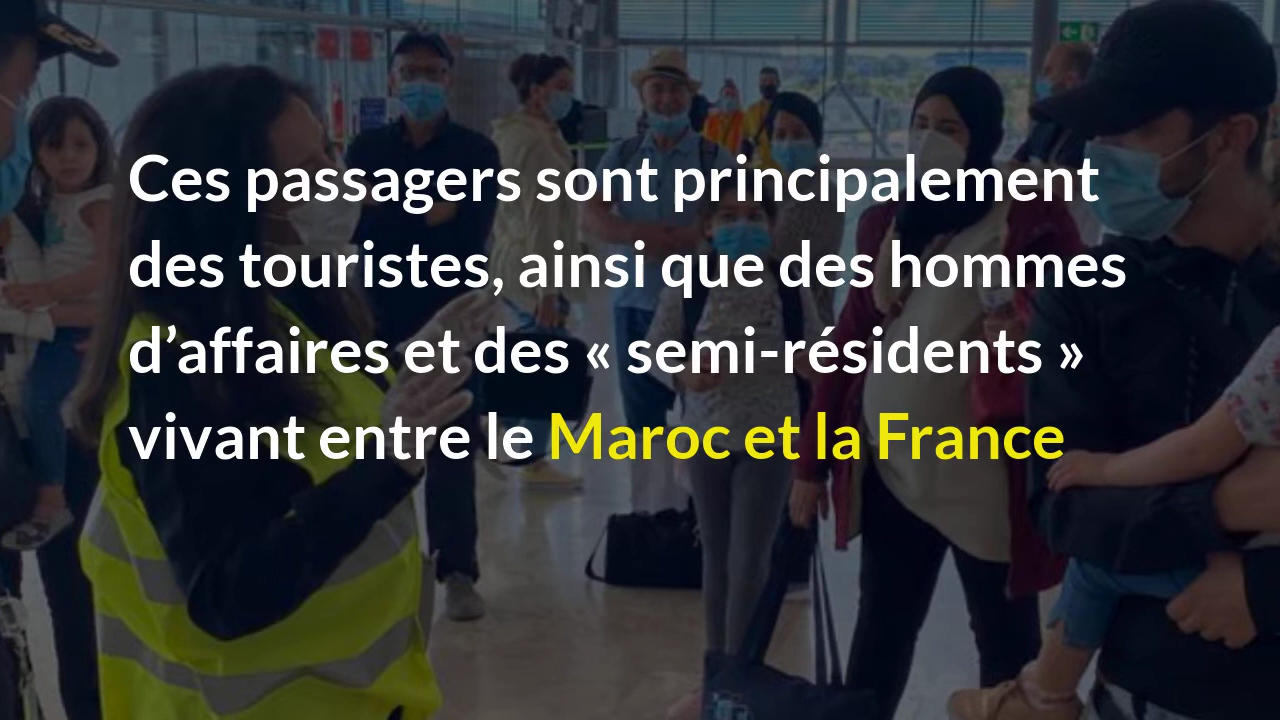 Ces passagers sont principalement
des touristes, ainsi que des hommes
d’affaires et des « semi-résidents »
vivant entre le Maroc et la France